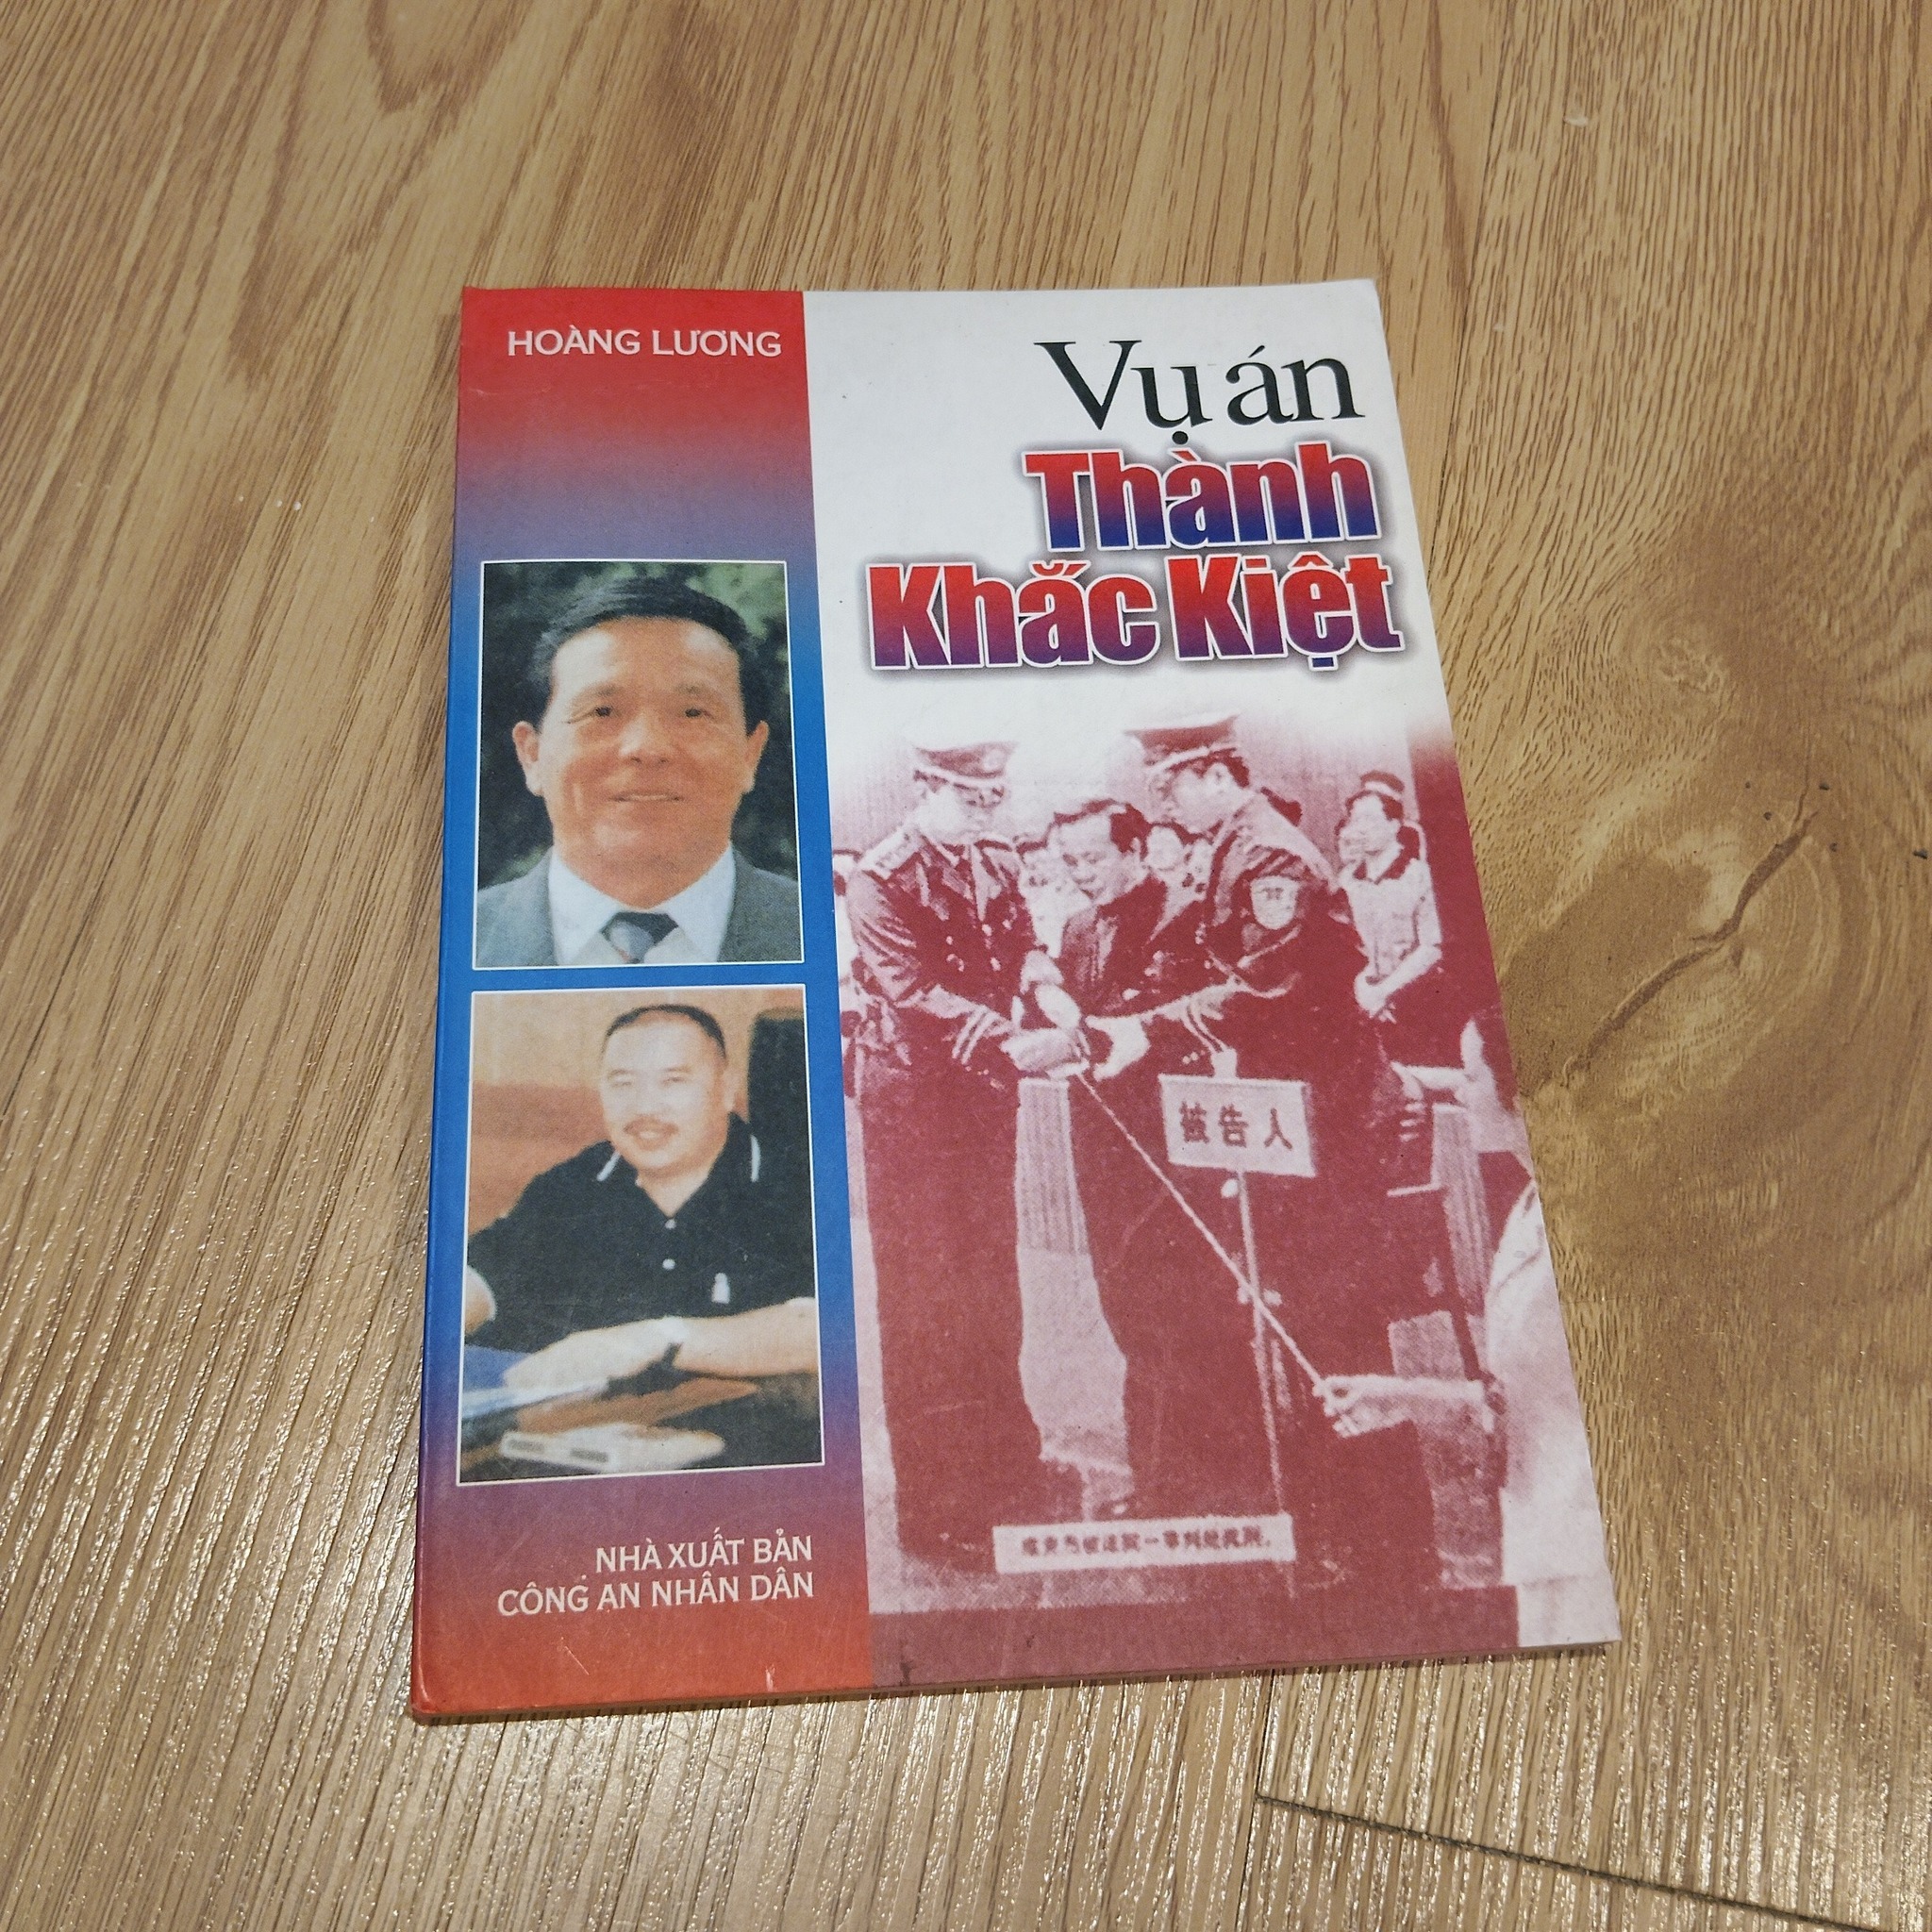 HOÀNG LƯƠNG
Vụ án
Thành
Khắc Kiệt
被告人
NHÀ XUẤT BẢN
CÔNG AN NHÂN DÂN